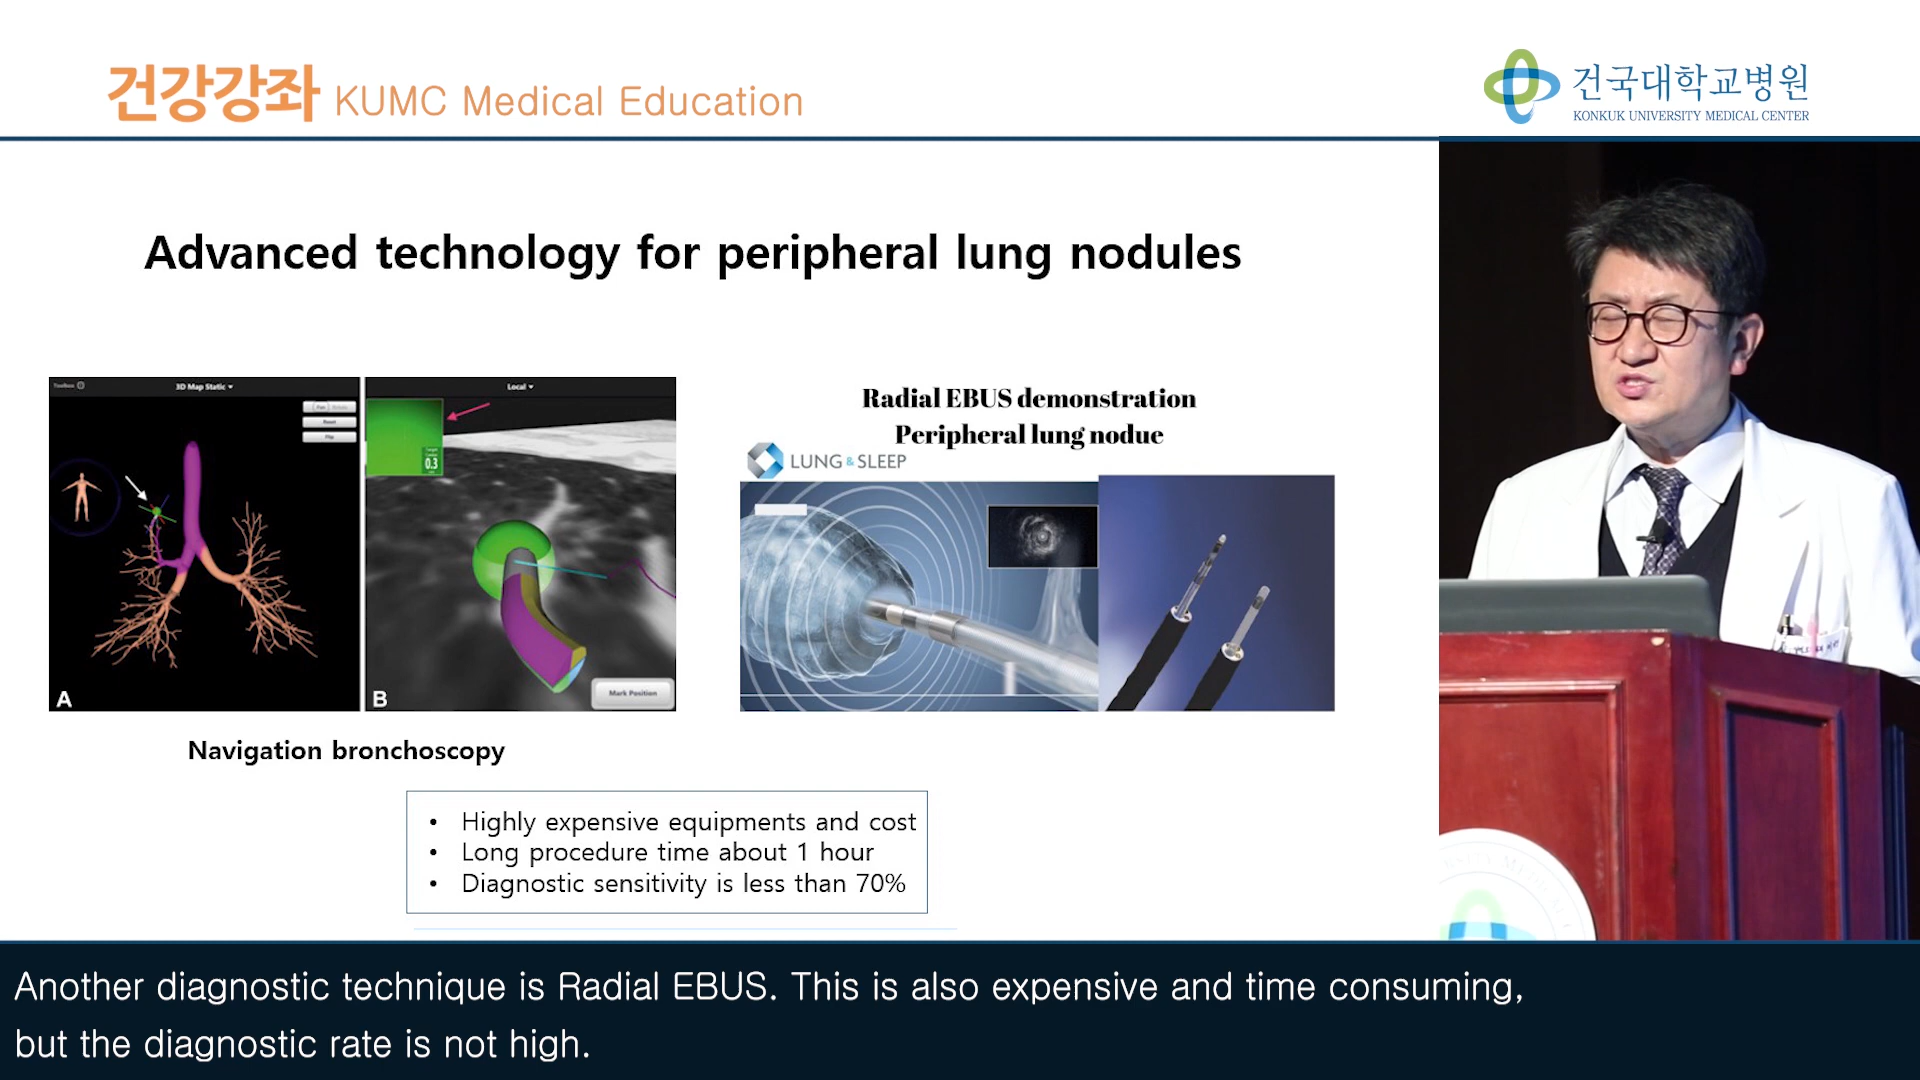 건강강좌 KUMC Medical Education
건국대학교병원
KONKUK UNIVERSITY MEDICAL CENTER
Advanced technology for peripheral lung nodules
3D Map Static
Local
0.3
A
B
Mark Position
Radial EBUS demonstration
Peripheral lung nodue
LUNG & SLEEP
Navigation bronchoscopy
• Highly expensive equipments and cost
• Long procedure time about 1 hour
• Diagnostic sensitivity is less than 70%
Another diagnostic technique is Radial EBUS. This is also expensive and time consuming,
but the diagnostic rate is not high.